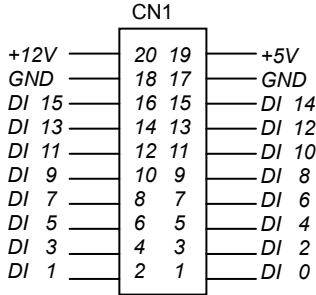 CN1
+12V 20 19 +5V
GND 18 17 GND
DI 15 16 15 DI 14
DI 13 14 13 DI 12
DI 11 12 11 DI 10
DI 9 10 9 DI 8
DI 7 8 7 DI 6
DI 5 6 5 DI 4
DI 3 4 3 DI 2
DI 1 2 1 DI 0